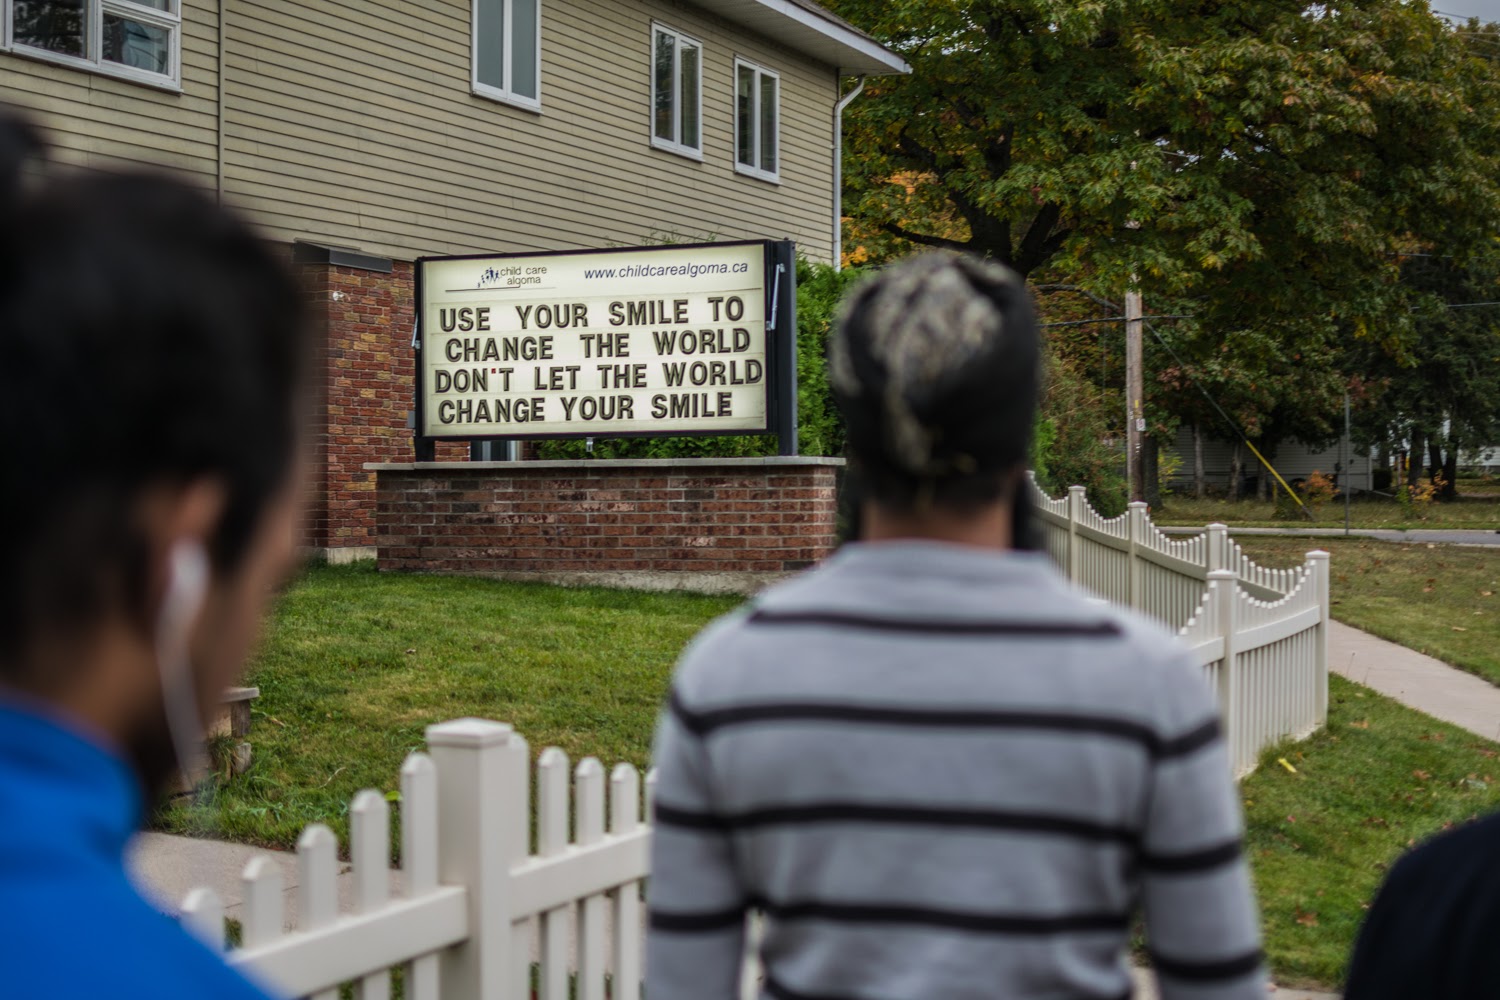 child care
algoma
www.childcarealgoma.ca
USE YOUR SMILE TO
CHANGE THE WORLD
DON'T LET THE WORLD
CHANGE YOUR SMILE